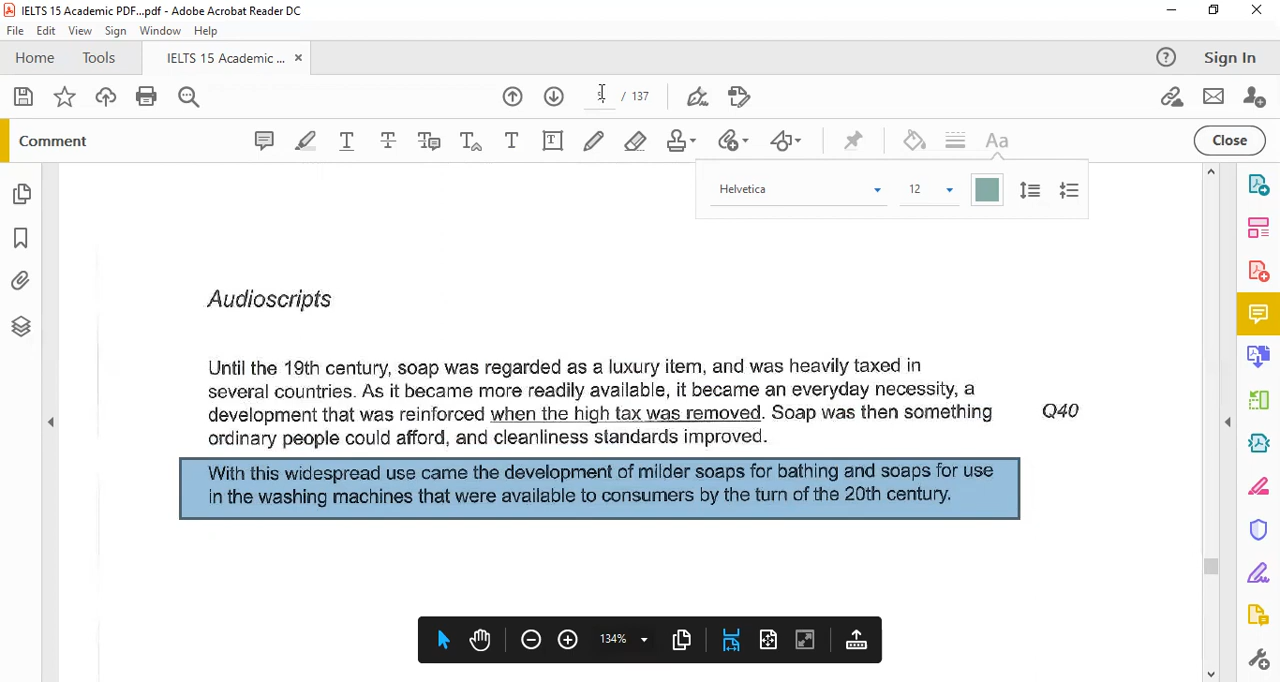 IELTS 15 Academic PDF...pdf - Adobe Acrobat Reader DC
File Edit View Sign Window Help
Home Tools IELTS 15 Academic ... × Sign In
/ 137
Comment Close
Helvetica 12
Audioscripts
Until the 19th century, soap was regarded as a luxury item, and was heavily taxed in
several countries. As it became more readily available, it became an everyday necessity, a
development that was reinforced when the high tax was removed. Soap was then something Q40
ordinary people could afford, and cleanliness standards improved.
With this widespread use came the development of milder soaps for bathing and soaps for use
in the washing machines that were available to consumers by the turn of the 20th century.
134%